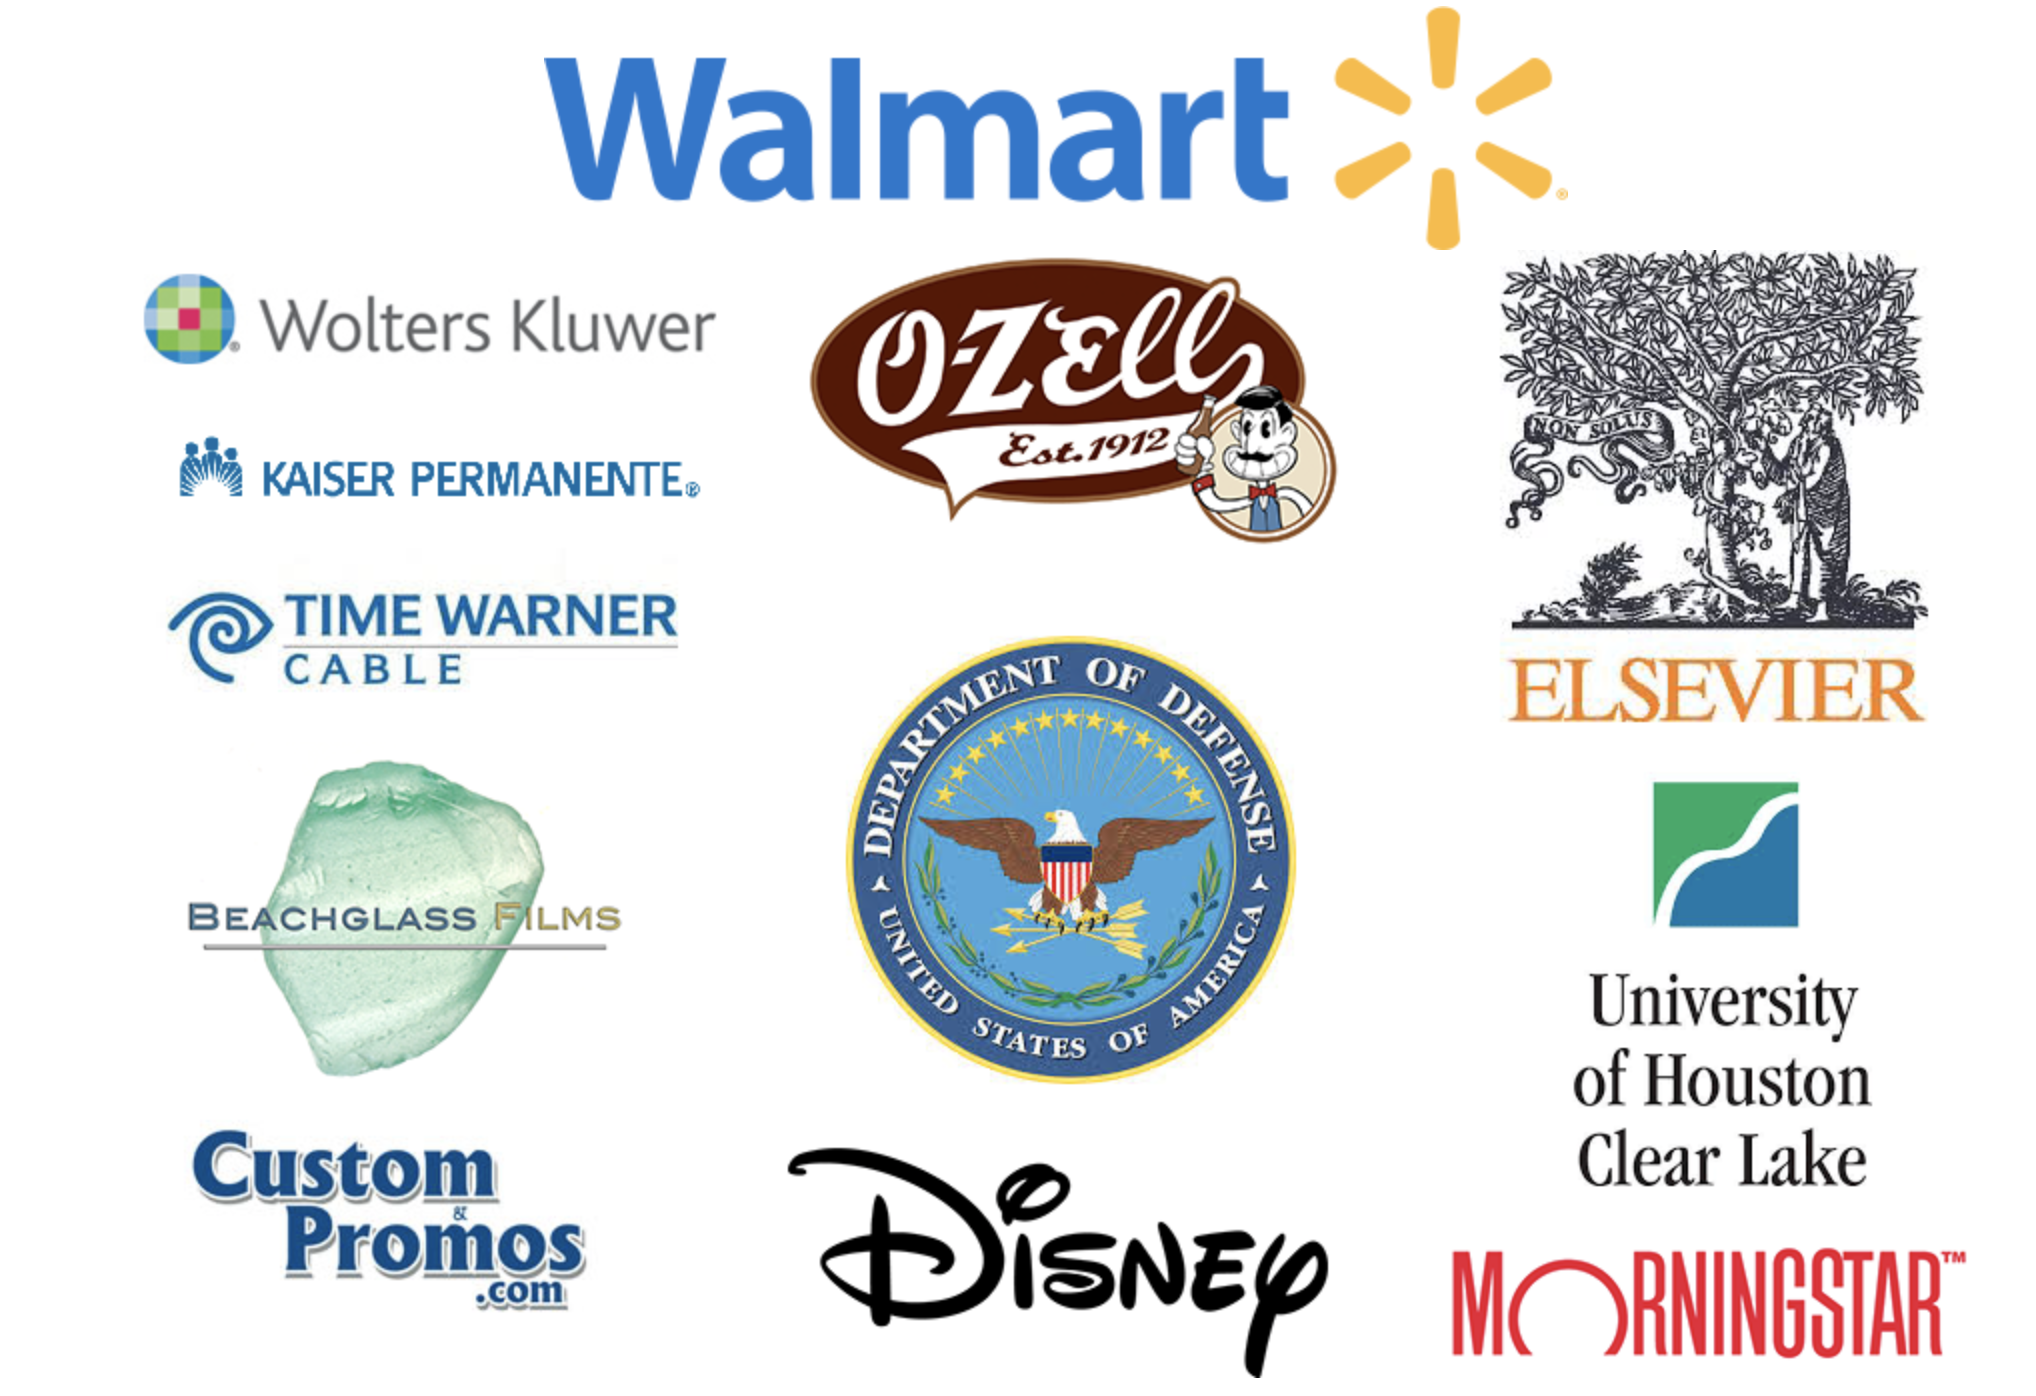 Walmart ®
Wolters Kluwer
KAISER PERMANENTE®
TIME WARNER
CABLE
BEACHGLASS FILMS
Custom
&
Promos
.com
O-Zell
Est. 1912
DEPARTMENT OF DEFENSE
UNITED STATES OF AMERICA
DISNEY
NON SOLUS
ELSEVIER
University
of Houston
Clear Lake
MORNINGSTAR™